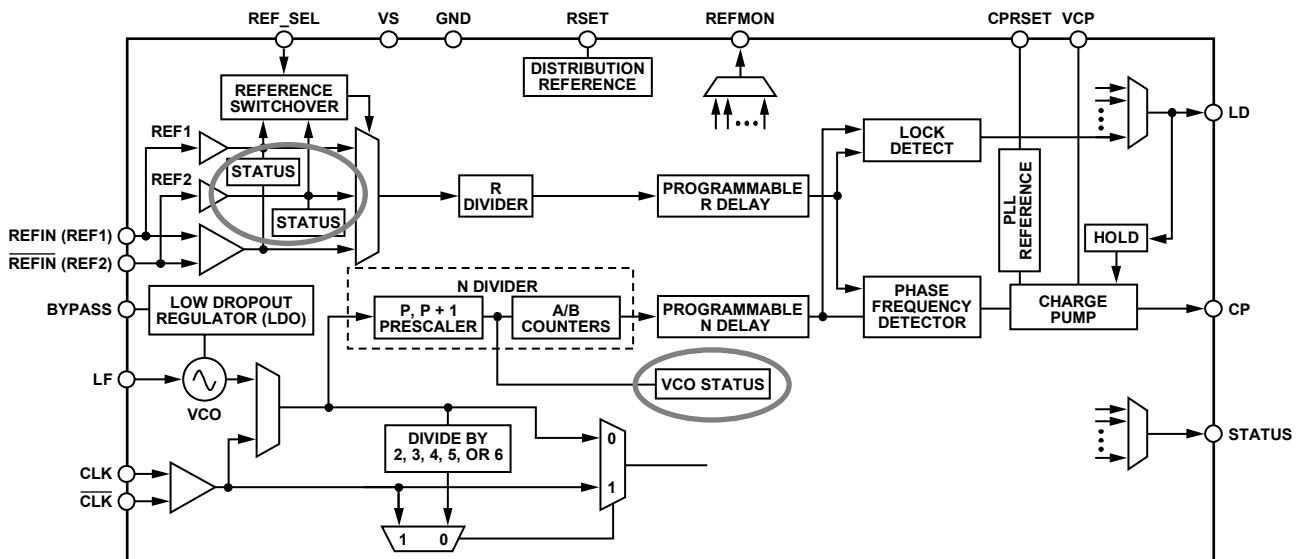 REF_SEL
VS
GND
RSET
REFMON
CPRSET
VCP
DISTRIBUTION
REFERENCE
REFERENCE
SWITCHOVER
REF1
STATUS
REF2
STATUS
R
DIVIDER
PROGRAMMABLE
R DELAY
LOCK
DETECT
PLL
REFERENCE
LD
HOLD
REFIN (REF1)
REFIN (REF2)
BYPASS
LOW DROPOUT
REGULATOR (LDO)
N DIVIDER
P, P + 1
PRESCALER
A/B
COUNTERS
PROGRAMMABLE
N DELAY
PHASE
FREQUENCY
DETECTOR
CHARGE
PUMP
CP
LF
VCO
VCO STATUS
DIVIDE BY
2, 3, 4, 5, OR 6
0
1
STATUS
CLK
CLK
1 0